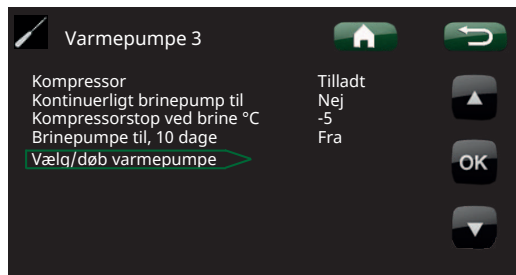 Varmepumpe 3
Kompressor Tilladt
Kontinuerligt brinepump til Nej
Kompressorstop ved brine °C -5
Brinepumpe til, 10 dage Fra
Vælg/døb varmepumpe
OK